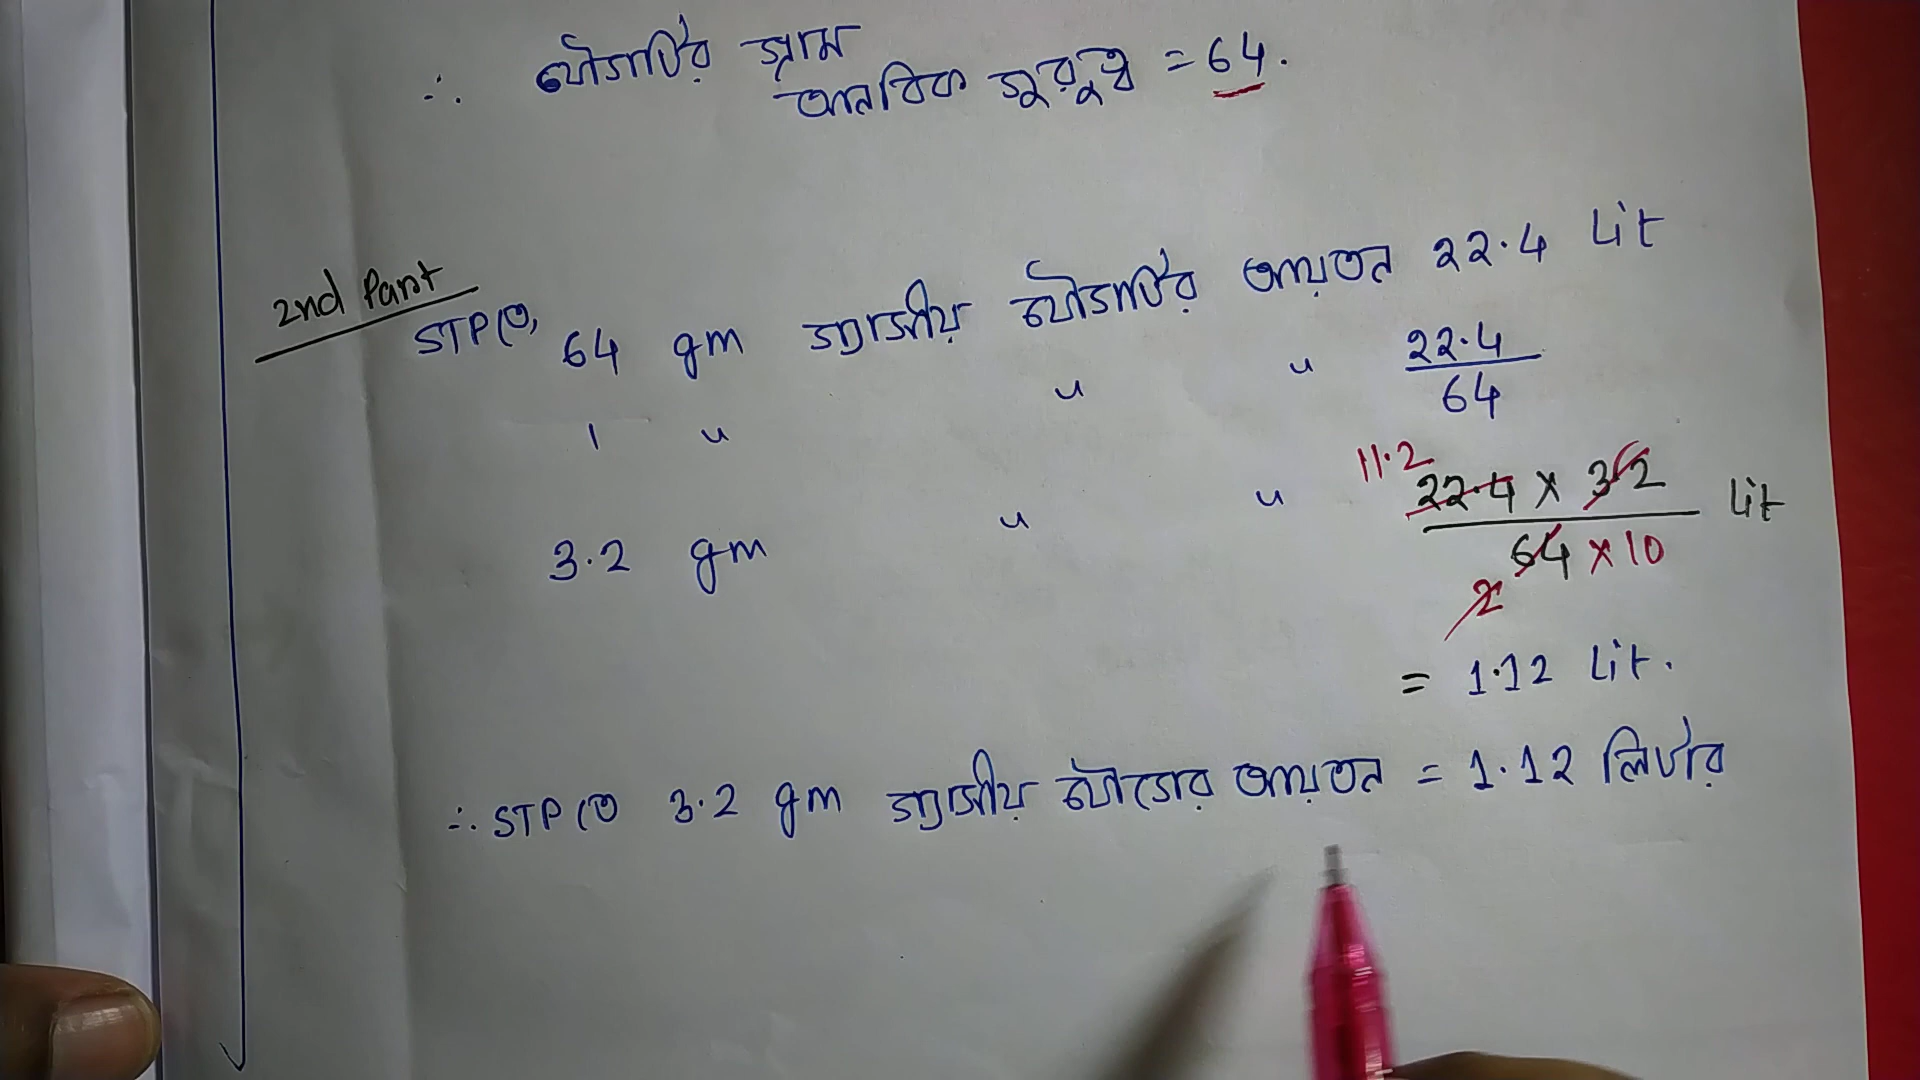 ∴ যৌগটির গ্রাম
আনবিক গুরুত্ব = 64.
2nd Part
STPতে, 64 gm গ্যাসীয় যৌগটির আয়তন 22.4 Lit
1 " " " 22.4/64
3.2 gm " " 22.4 × 32 / 64 × 10 Lit
11.2
2
= 1.12 Lit.
∴ STP তে 3.2 gm গ্যাসীয় যৌগের আয়তন = 1.12 লিটার